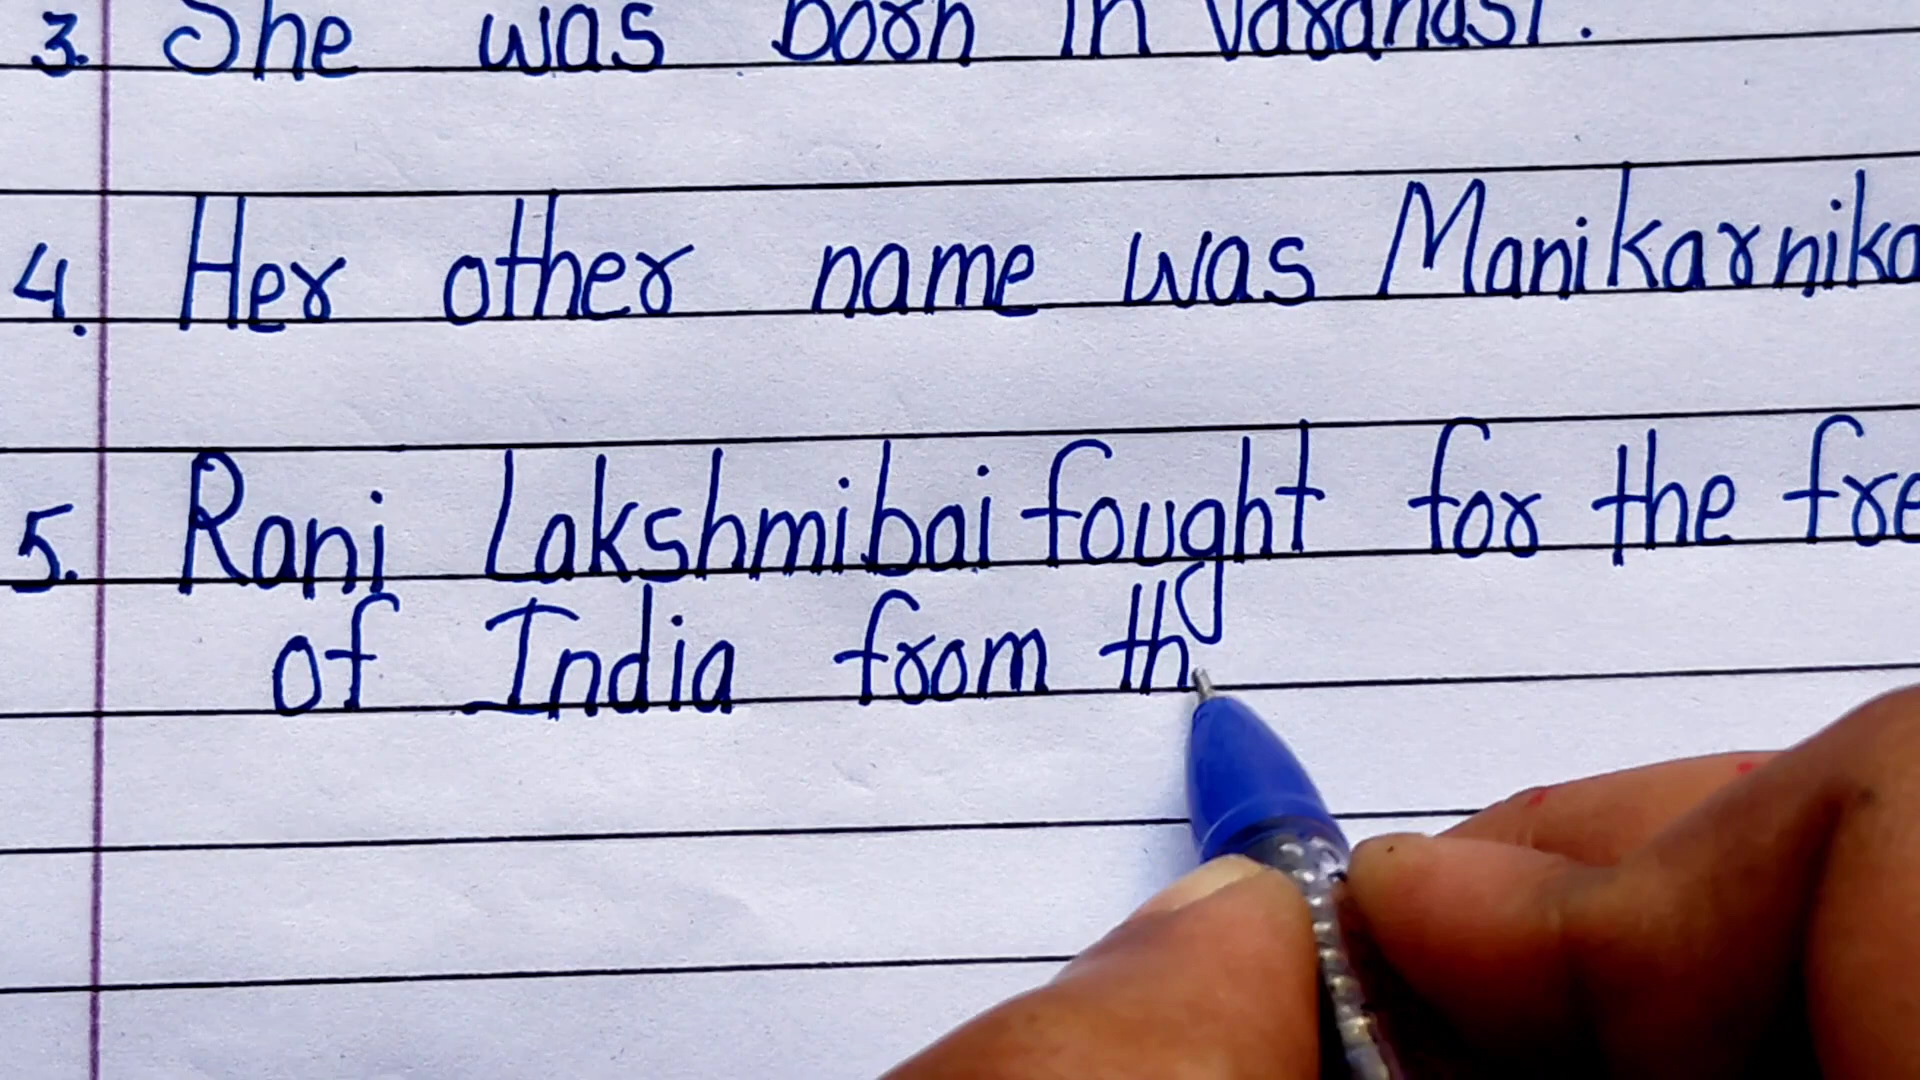 3. She was born in Varanasi.
4. Her other name was Manikarnika
5. Rani Lakshmibai fought for the fre
of India from th